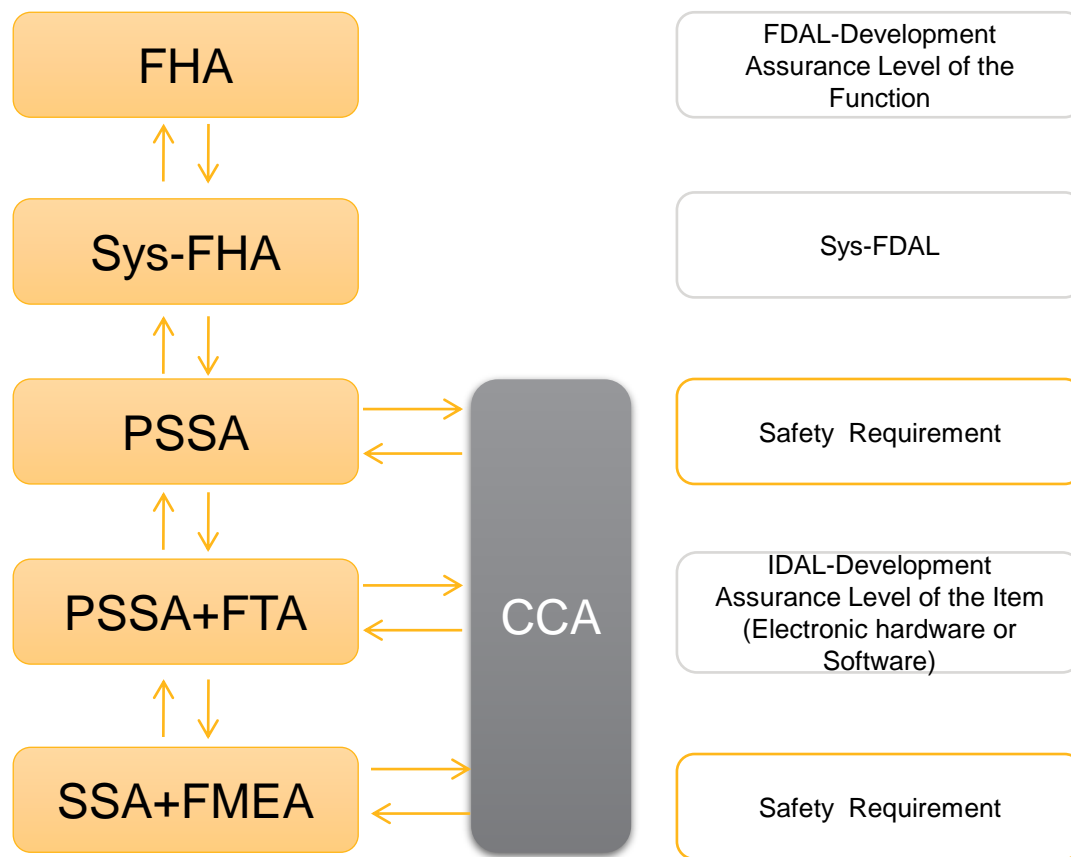 FHA
FDAL-Development
Assurance Level of the
Function
Sys-FHA
Sys-FDAL
PSSA
Safety Requirement
PSSA+FTA
CCA
IDAL-Development
Assurance Level of the Item
(Electronic hardware or
Software)
SSA+FMEA
Safety Requirement